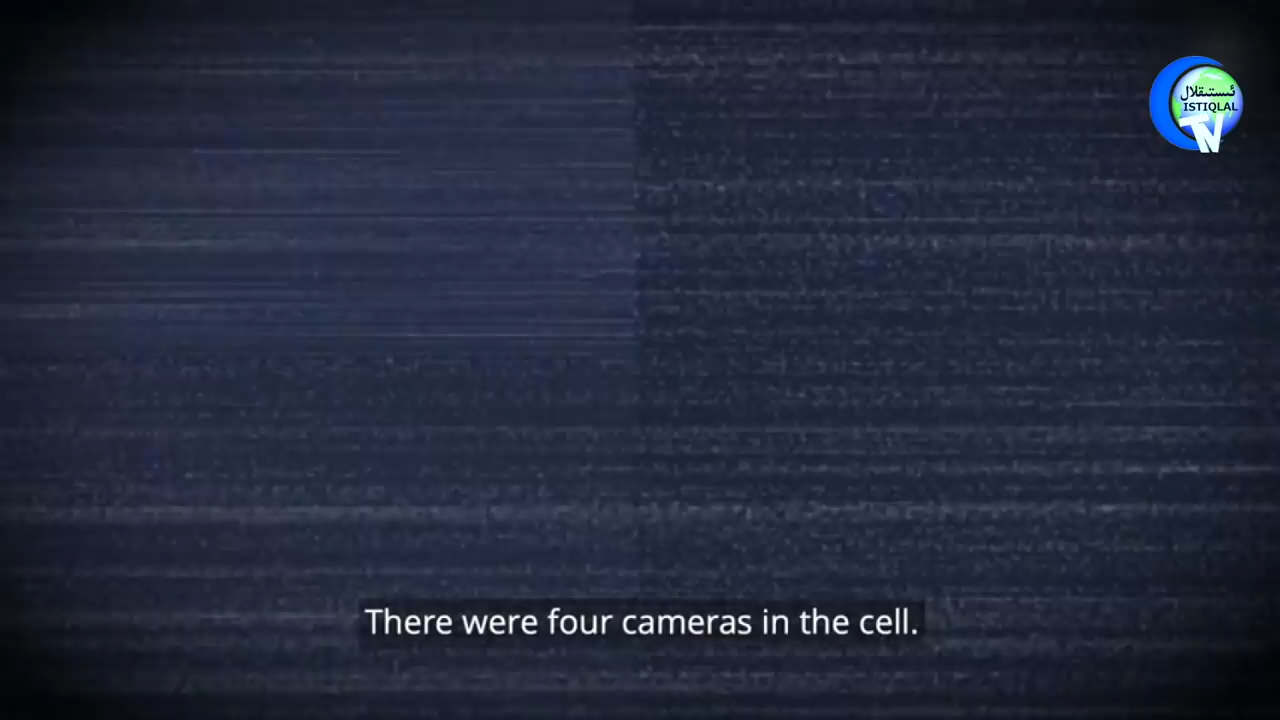 ئىستىقلال
ISTIQLAL
TV
There were four cameras in the cell.